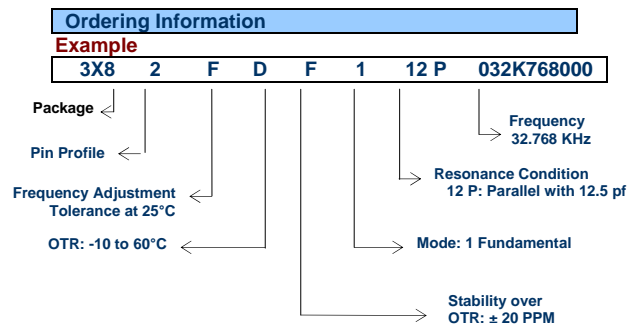 Ordering Information
Example
3X8 2 F D F 1 12 P 032K768000
Package
Frequency
32.768 KHz
Pin Profile
Resonance Condition
12 P: Parallel with 12.5 pf
Frequency Adjustment
Tolerance at 25°C
OTR: -10 to 60°C
Mode: 1 Fundamental
Stability over
OTR: ± 20 PPM